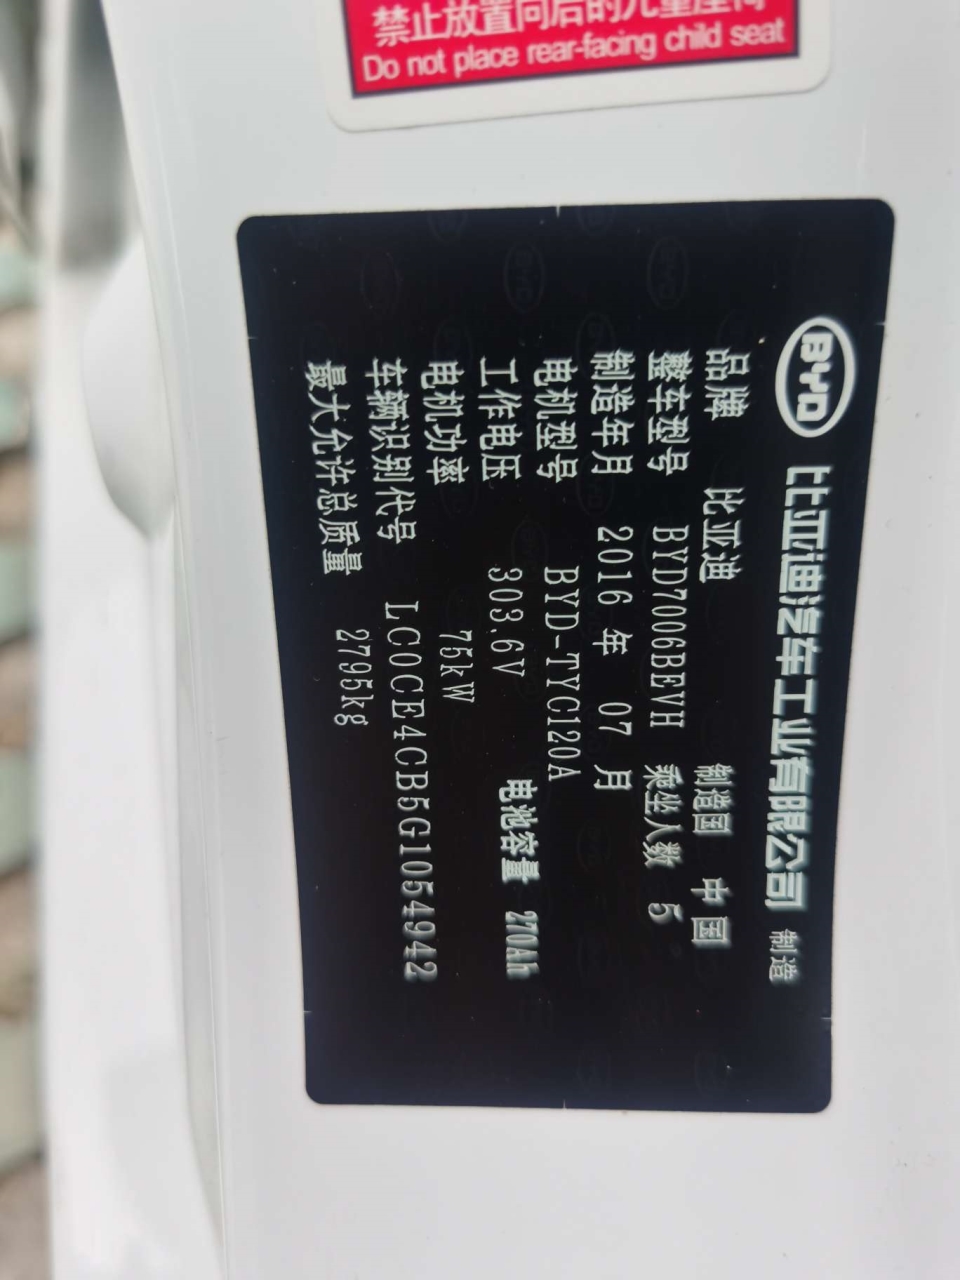 禁止放置向后的儿童座椅
Do not place rear-facing child seat
BYD 比亚迪汽车工业有限公司 制造
品牌 比亚迪 制造国 中国
整车型号 BYD7006BEVH 乘坐人数 5
制造年月 2016 年 07 月
电机型号 BYD-TYC120A
工作电压 303.6V 电池容量 270Ah
电机功率 75kW
车辆识别代号 LC0CE4CB5G1054942
最大允许总质量 2795kg